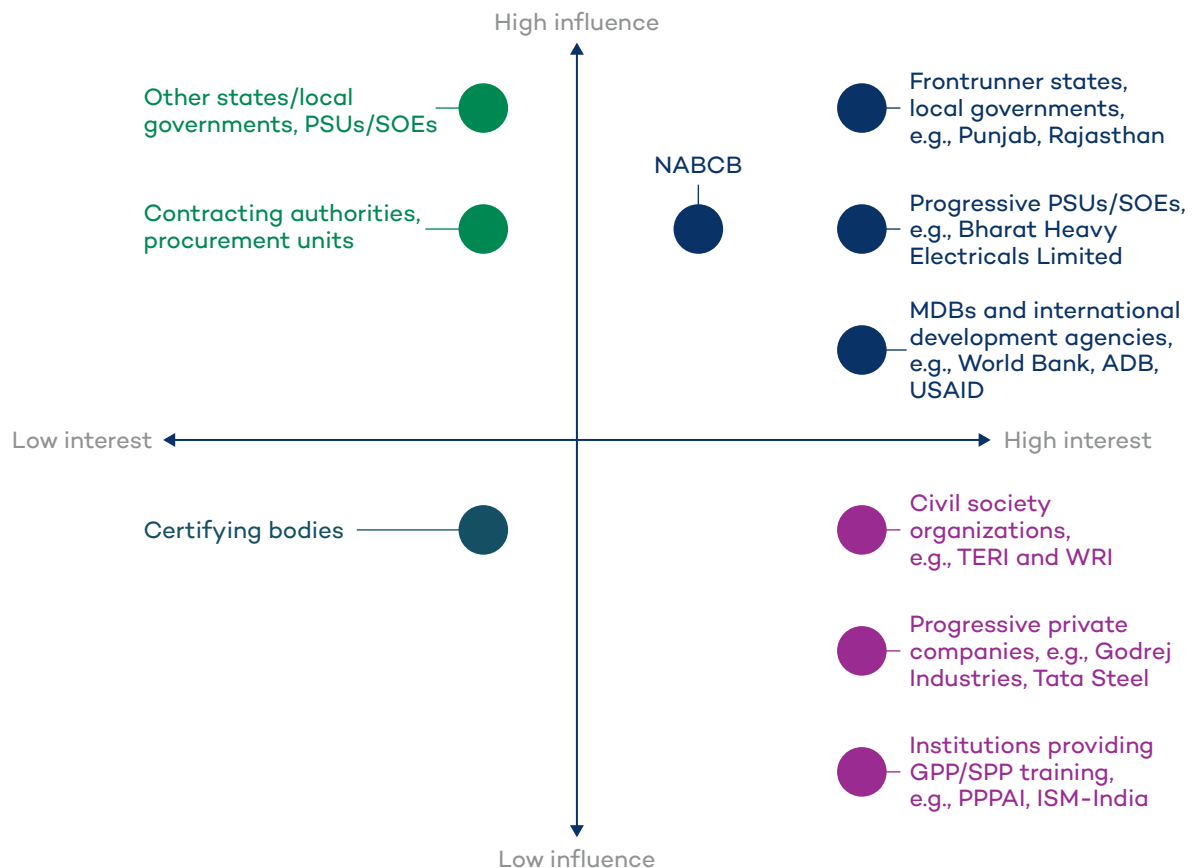 High influence
Other states/local
governments, PSUs/SOEs
Frontrunner states,
local governments,
e.g., Punjab, Rajasthan
NABCB
Contracting authorities,
procurement units
Progressive PSUs/SOEs,
e.g., Bharat Heavy
Electricals Limited
MDBs and international
development agencies,
e.g., World Bank, ADB,
USAID
Low interest
High interest
Certifying bodies
Civil society
organizations,
e.g., TERI and WRI
Progressive private
companies, e.g., Godrej
Industries, Tata Steel
Institutions providing
GPP/SPP training,
e.g., PPPAI, ISM-India
Low influence